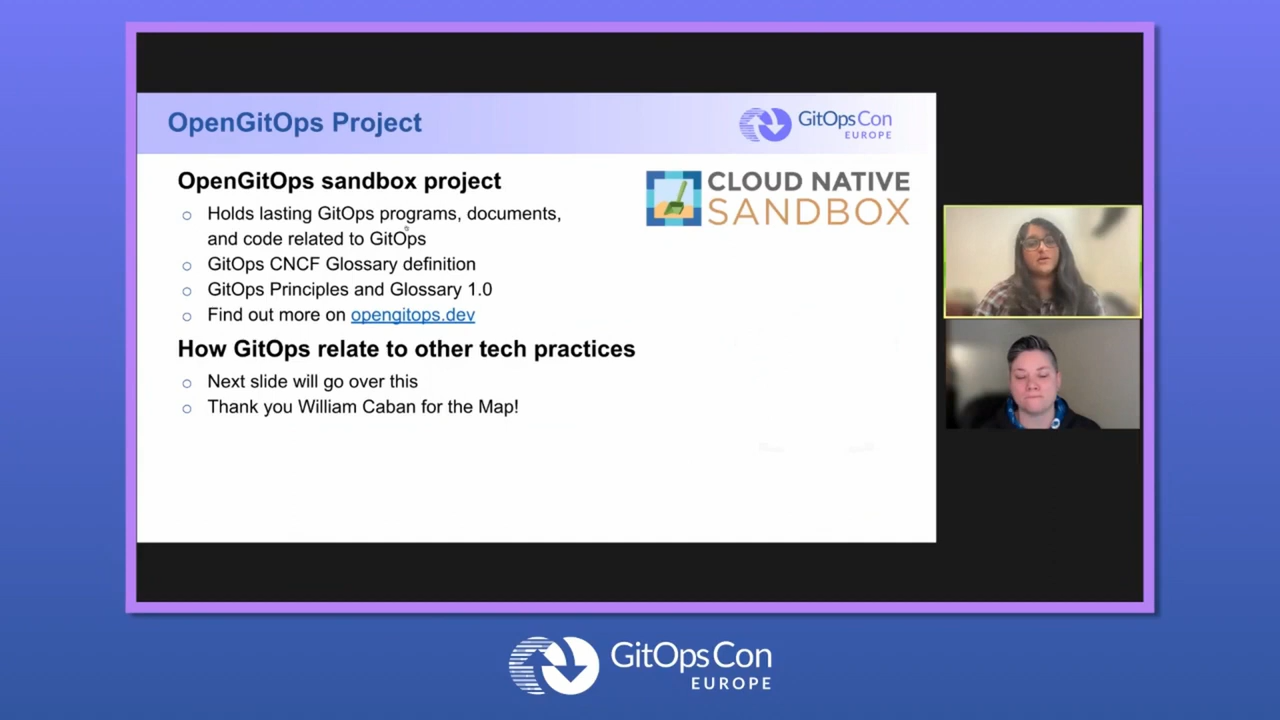 OpenGitOps Project
GitOpsCon
EUROPE
OpenGitOps sandbox project
CLOUD NATIVE
SANDBOX
Holds lasting GitOps programs, documents,
and code related to GitOps
GitOps CNCF Glossary definition
GitOps Principles and Glossary 1.0
Find out more on opengitops.dev
How GitOps relate to other tech practices
Next slide will go over this
Thank you William Caban for the Map!
GitOpsCon
EUROPE